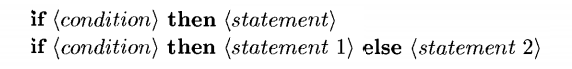 if ⟨condition⟩ then ⟨statement⟩
if ⟨condition⟩ then ⟨statement 1⟩ else ⟨statement 2⟩